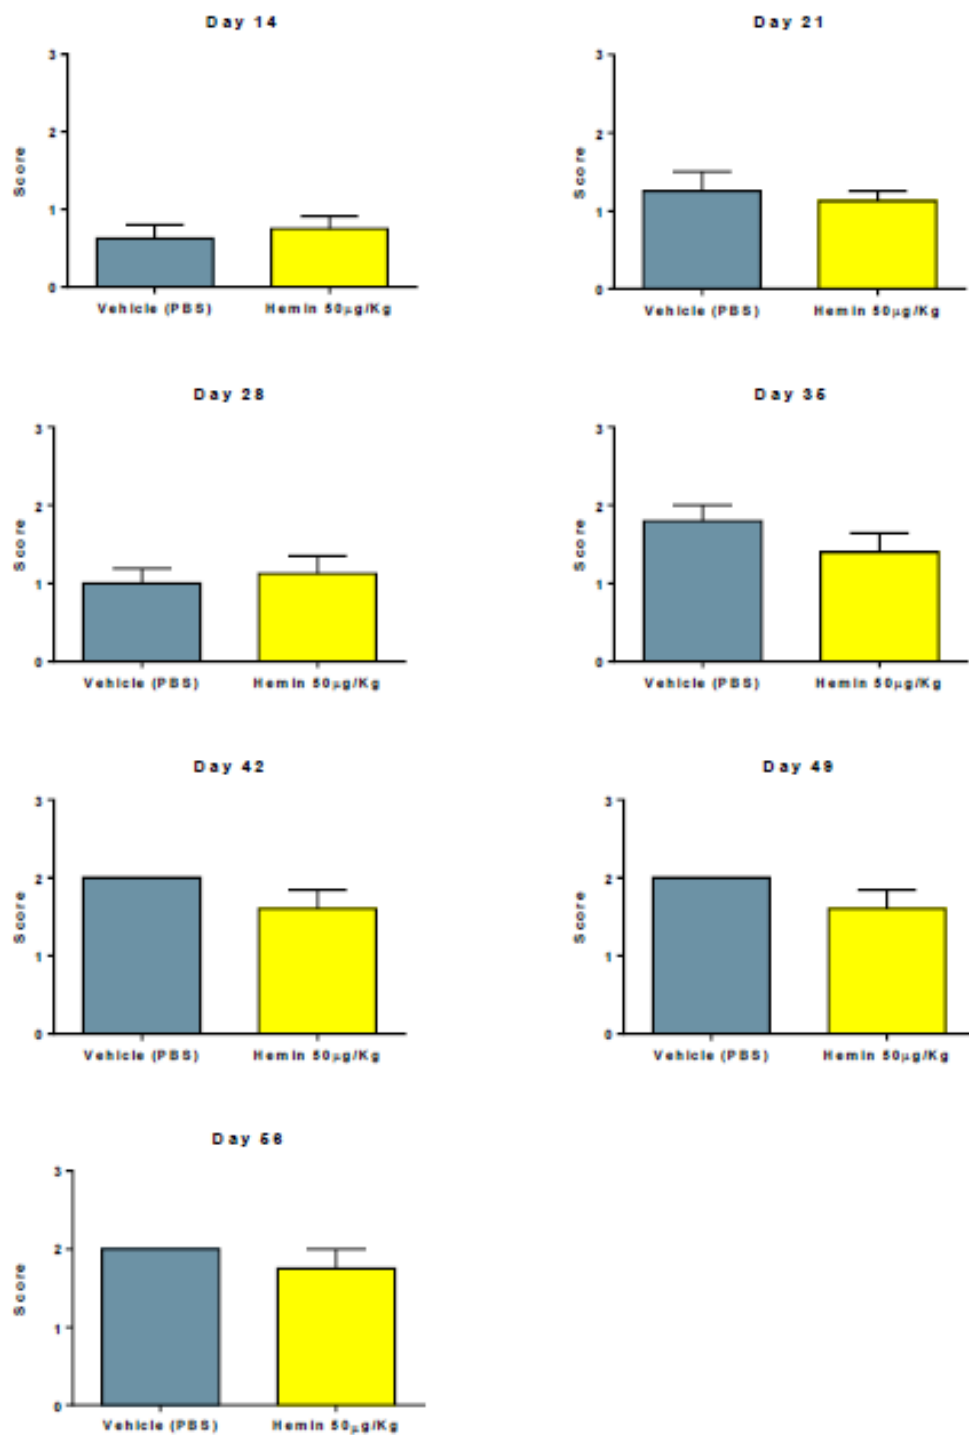 Day 14
3
2
Score
1
0
Vehicle (PBS) Hemin 50μg/Kg
Day 21
3
2
Score
1
0
Vehicle (PBS) Hemin 50μg/Kg
Day 28
3
2
Score
1
0
Vehicle (PBS) Hemin 50μg/Kg
Day 35
3
2
Score
1
0
Vehicle (PBS) Hemin 50μg/Kg
Day 42
3
2
Score
1
0
Vehicle (PBS) Hemin 50μg/Kg
Day 49
3
2
Score
1
0
Vehicle (PBS) Hemin 50μg/Kg
Day 56
3
2
Score
1
0
Vehicle (PBS) Hemin 50μg/Kg